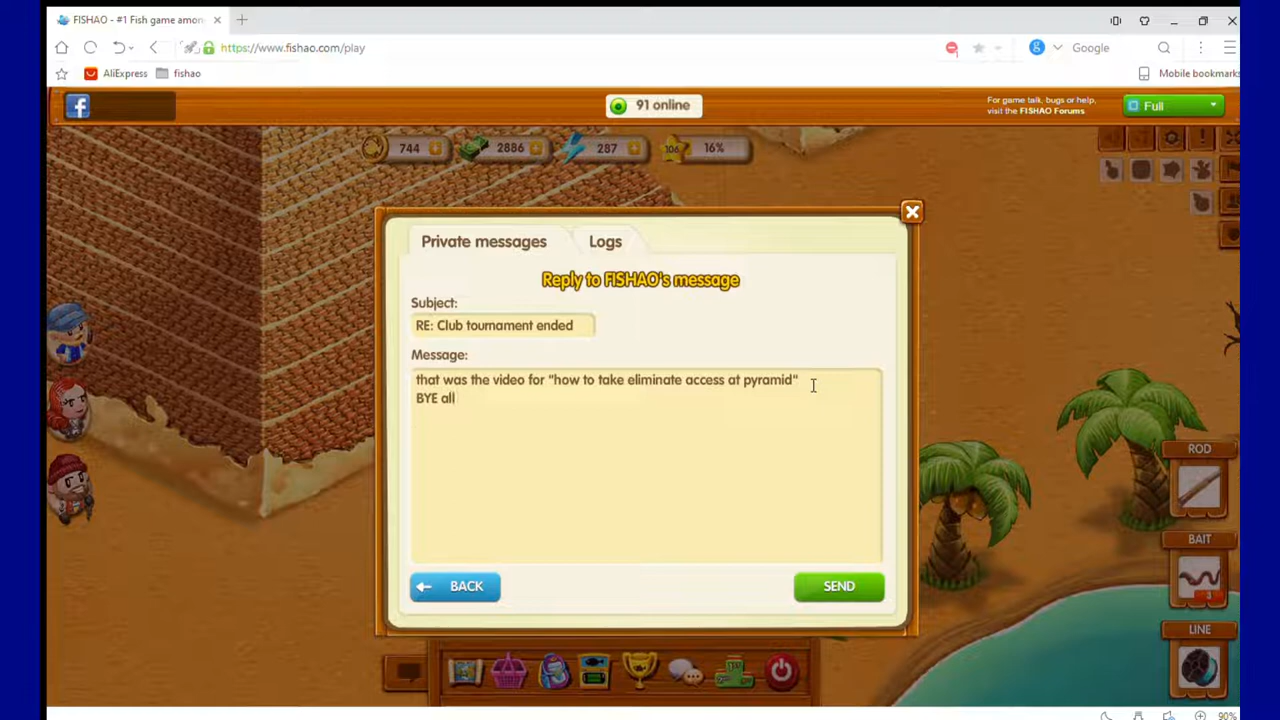 FISHAO - #1 Fish game amon
https://www.fishao.com/play
Google
AliExpress
fishao
Mobile bookmarks
91 online
For game talk, bugs or help,
visit the FISHAO Forums
Full
744
2886
287
106
16%
Private messages
Logs
Reply to FISHAO's message
Subject:
RE: Club tournament ended
Message:
that was the video for "how to take eliminate access at pyramid"
BYE all
BACK
SEND
ROD
BAIT
3
LINE
90%